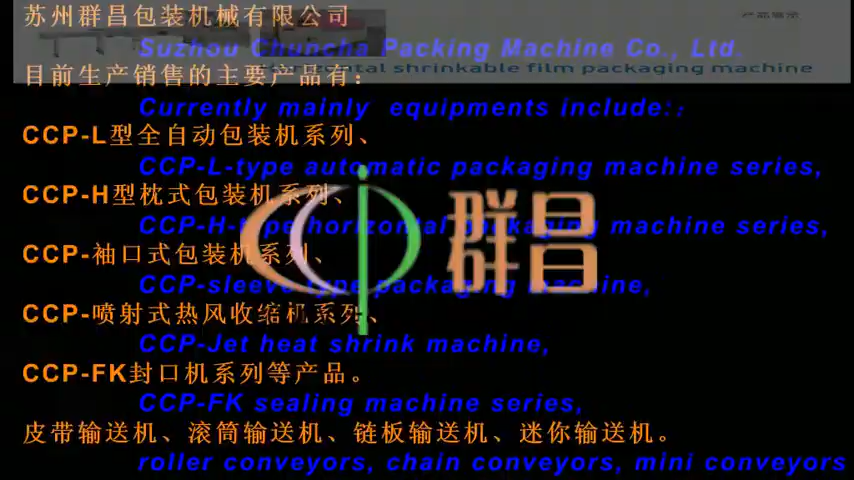 苏州群昌包装机械有限公司
Suzhou Chuncha Packing Machine Co., Ltd.
shrinkable film packaging machine
目前生产销售的主要产品有：
Currently mainly equipments include:；
CCP-L型全自动包装机系列、
CCP-L-type automatic packaging machine series,
CCP-H型枕式包装机系列、
CCP-H-type horizontal packaging machine series,
群昌
CCP-袖口式包装机系列、
CCP-sleeve type packaging machine,
CCP-喷射式热风收缩机系列、
CCP-Jet heat shrink machine,
CCP-FK封口机系列等产品。
CCP-FK sealing machine series,
皮带输送机、滚筒输送机、链板输送机、迷你输送机。
roller conveyors, chain conveyors, mini conveyors